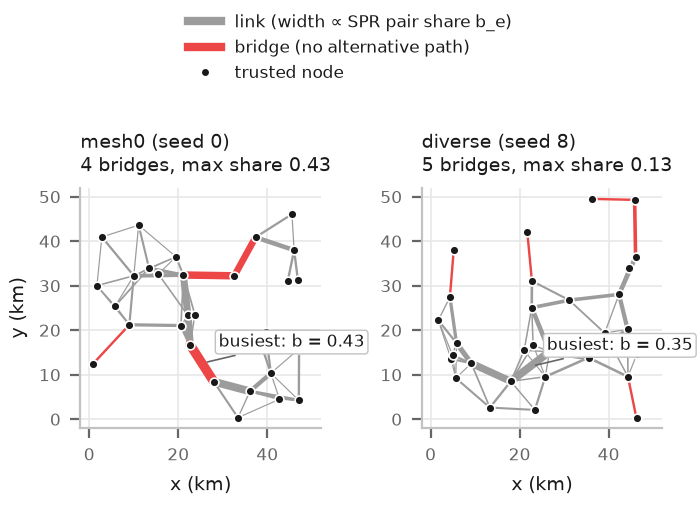 link (width ∝ SPR pair share b_e)
bridge (no alternative path)
trusted node
mesh0 (seed 0)
4 bridges, max share 0.43
diverse (seed 8)
5 bridges, max share 0.13
50
40
30
20
10
0
y (km)
busiest: b = 0.43
0
20
40
x (km)
50
40
30
20
10
0
busiest: b = 0.35
0
20
40
x (km)